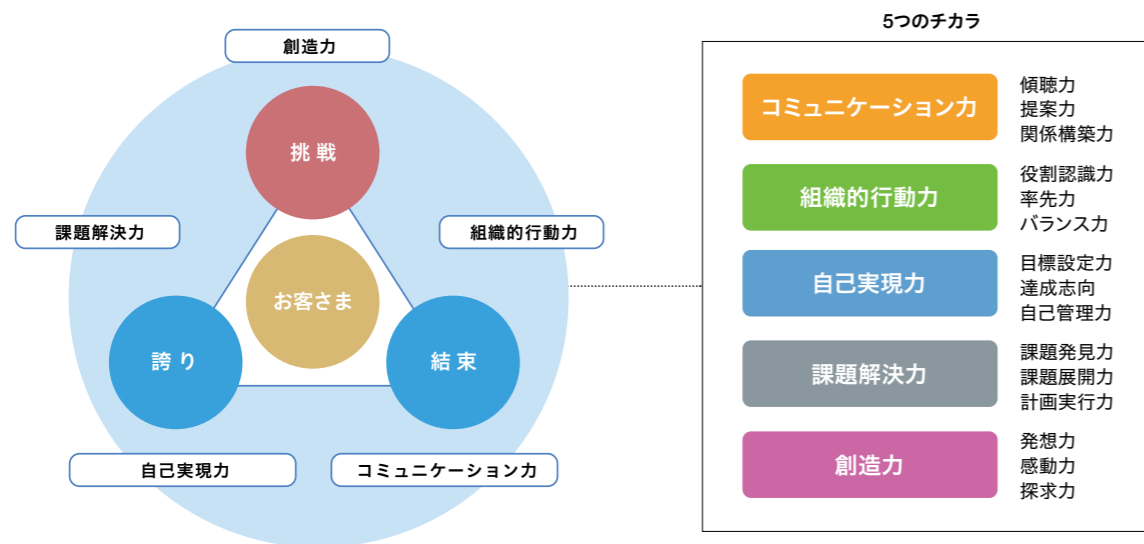 創造力
挑戦
課題解決力
組織的行動力
お客さま
誇り
結束
自己実現力
コミュニケーション力
5つのチカラ
コミュニケーション力
傾聴力
提案力
関係構築力
組織的行動力
役割認識力
率先力
バランス力
自己実現力
目標設定力
達成志向
自己管理力
課題解決力
課題発見力
課題展開力
計画実行力
創造力
発想力
感動力
探求力